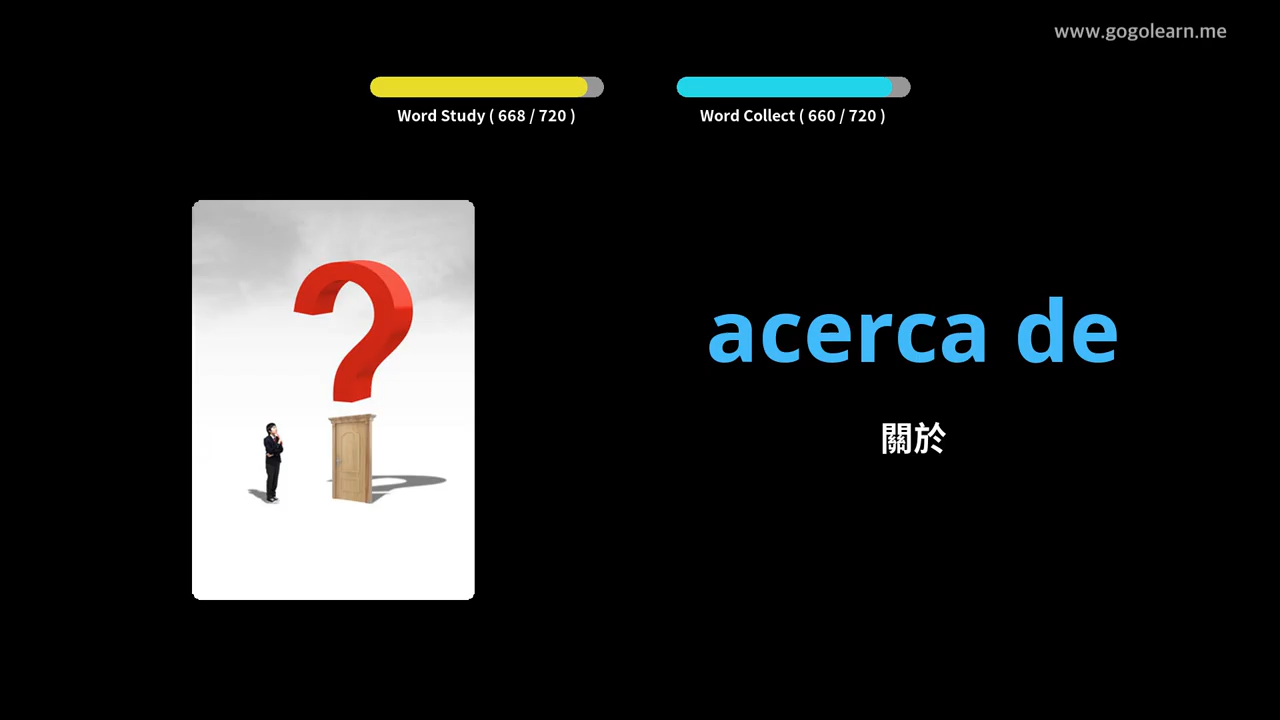 www.gogolearn.me
Word Study ( 668 / 720 )
Word Collect ( 660 / 720 )
acerca de
關於